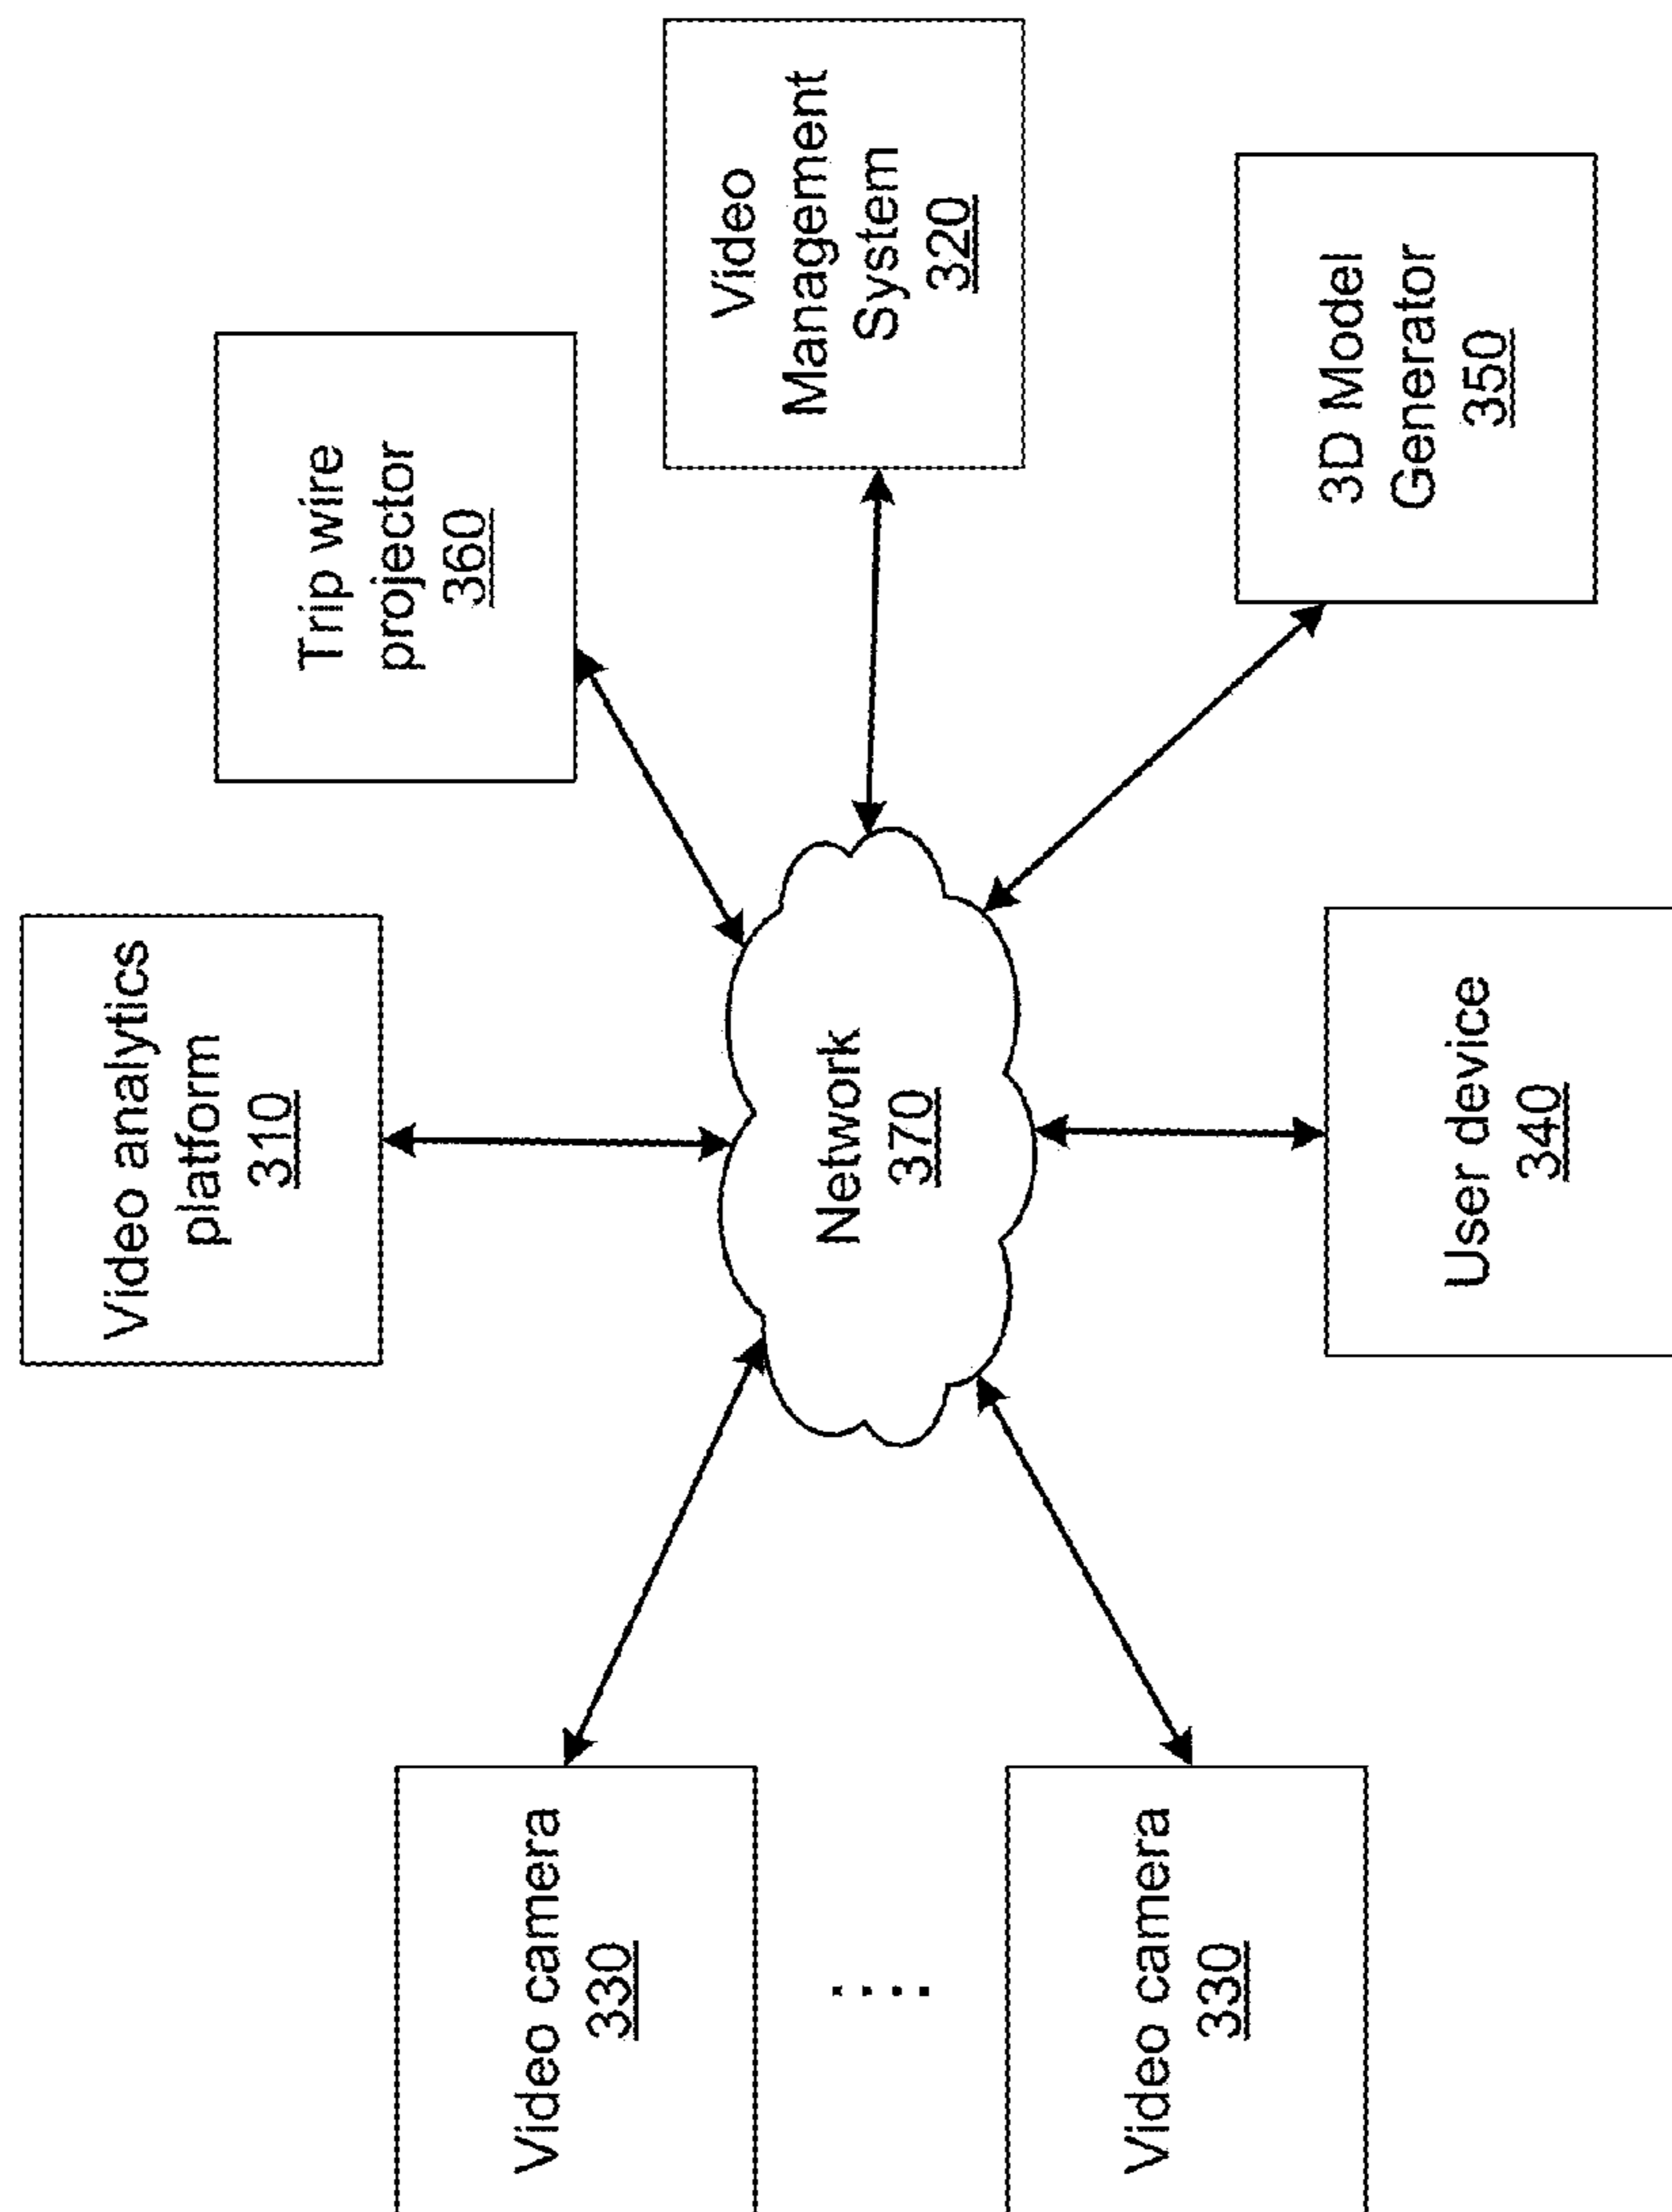 Video analytics
platform
310
Trip wire
projector
360
Video camera
330
Video
Management
System
320
Network
370
....
Video camera
330
3D Model
Generator
350
User device
340